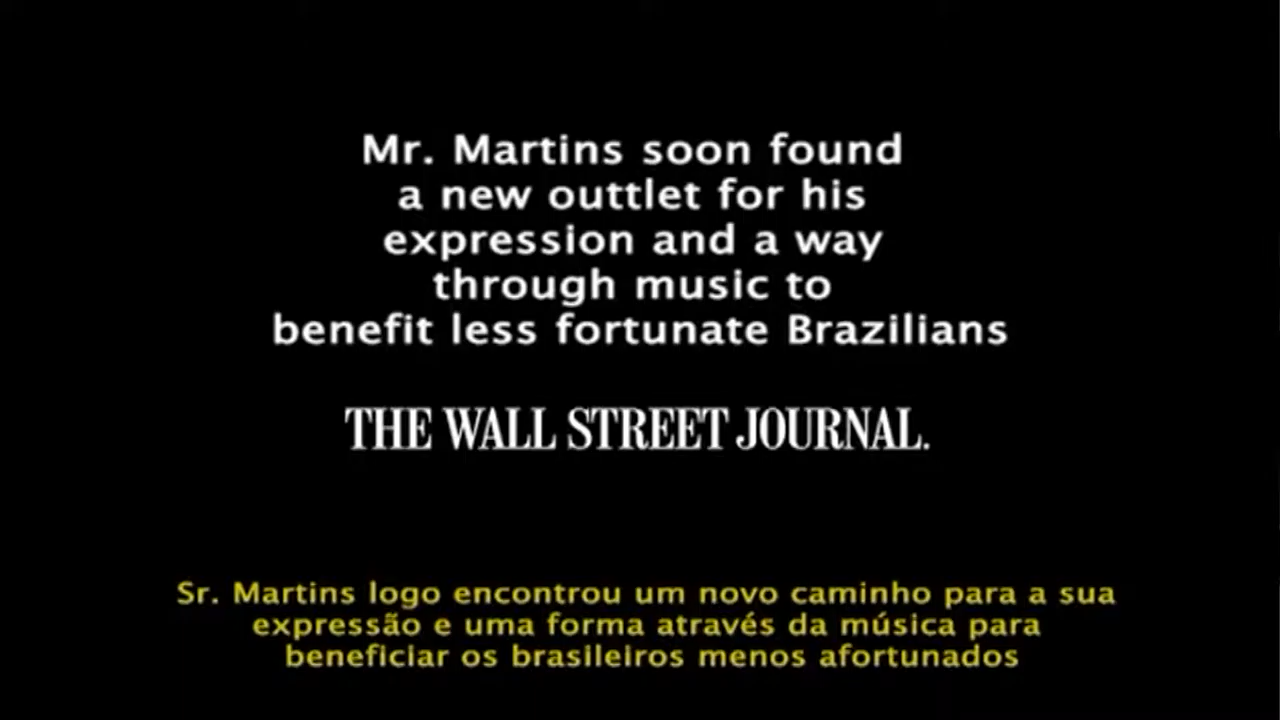 Mr. Martins soon found
a new outtlet for his
expression and a way
through music to
benefit less fortunate Brazilians
THE WALL STREET JOURNAL.
Sr. Martins logo encontrou um novo caminho para a sua
expressão e uma forma através da música para
beneficiar os brasileiros menos afortunados